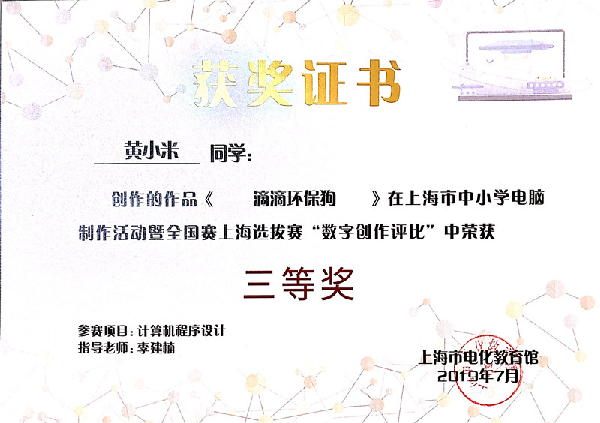 获奖证书
黄小米 同学：
创作的作品《 滴滴环保狗 》在上海市中小学电脑
制作活动暨全国赛上海选拔赛“数字创作评比”中荣获
三等奖
参赛项目：计算机程序设计
指导老师：李建楠
上海市电化教育馆
2019年7月